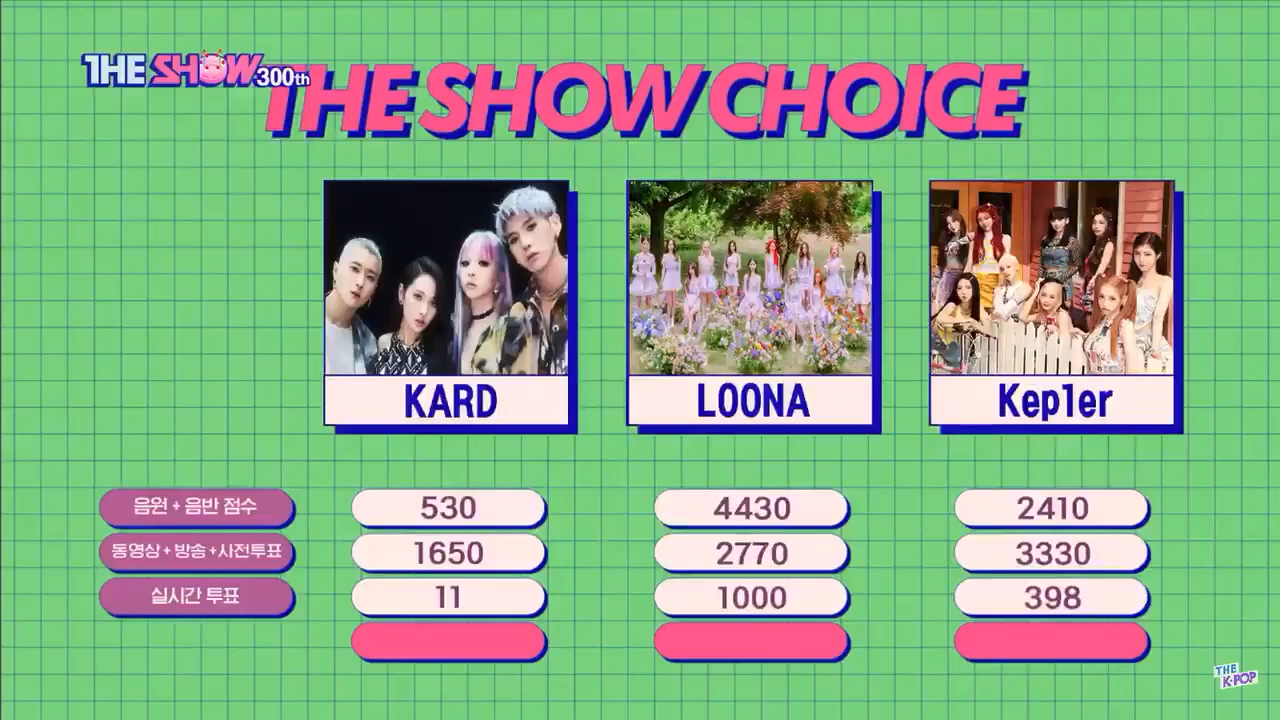 THE SHOW 300th
THE SHOW CHOICE
KARD
LOONA
Kep1er
음원 + 음반 점수
530
4430
2410
동영상 + 방송 +사전투표
1650
2770
3330
실시간 투표
11
1000
398
THE K-POP